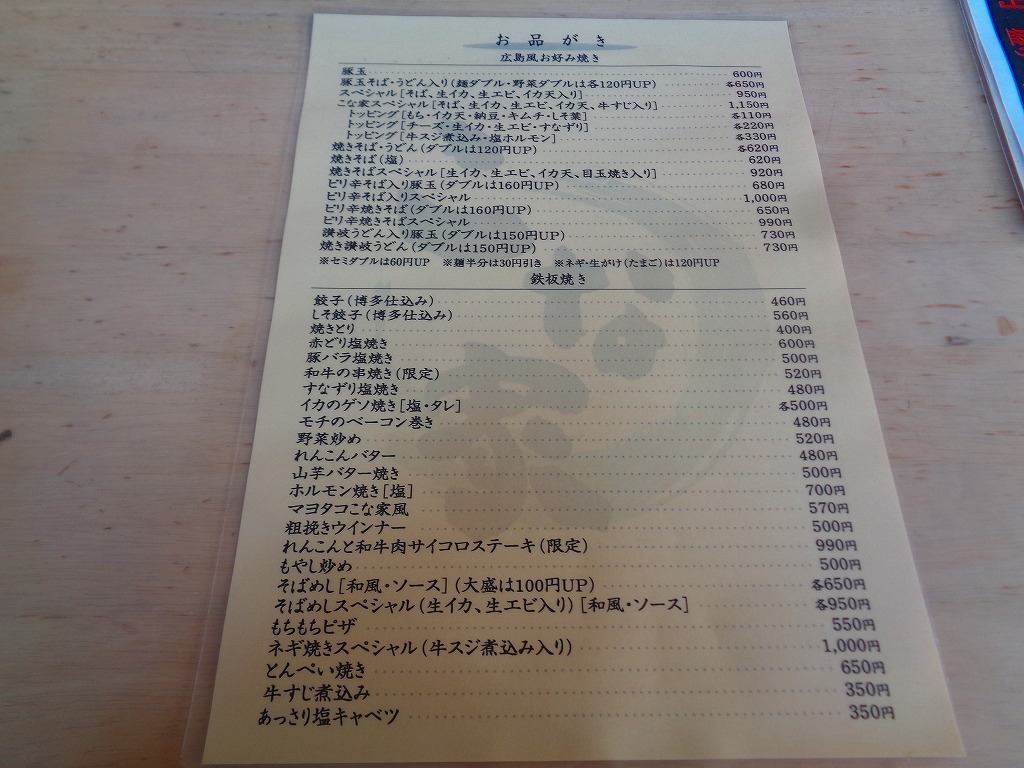 お品がき
広島風お好み焼き
豚玉 600円
豚玉そば・うどん入り(麺ダブル・野菜ダブルは各120円UP) 各650円
スペシャル[そば、生イカ、生エビ、イカ天入り] 950円
こな家スペシャル[そば、生イカ、生エビ、イカ天、牛すじ入り] 1,150円
トッピング[もち・イカ天・納豆・キムチ・しそ葉] 各110円
トッピング[チーズ・生イカ・生エビ・すなずり] 各220円
トッピング[牛スジ煮込み・塩ホルモン] 各330円
焼きそば・うどん(ダブルは120円UP) 各620円
焼きそば(塩) 620円
焼きそばスペシャル[生イカ、生エビ、イカ天、目玉焼き入り] 920円
ピリ辛そば入り豚玉(ダブルは160円UP) 680円
ピリ辛そば入りスペシャル 1,000円
ピリ辛焼きそば(ダブルは160円UP) 650円
ピリ辛焼きそばスペシャル 990円
讃岐うどん入り豚玉(ダブルは150円UP) 730円
焼き讃岐うどん(ダブルは150円UP) 730円
※セミダブルは60円UP ※麺半分は30円引き ※ネギ・生がけ(たまご)は120円UP
鉄板焼き
餃子(博多仕込み) 460円
しそ餃子(博多仕込み) 560円
焼きとり 400円
赤どり塩焼き 600円
豚バラ塩焼き 500円
和牛の串焼き(限定) 520円
すなずり塩焼き 480円
イカのゲソ焼き[塩・タレ] 各500円
モチのベーコン巻き 480円
野菜炒め 520円
れんこんバター 480円
山芋バター焼き 500円
ホルモン焼き[塩] 700円
マヨタコこな家風 570円
粗挽きウインナー 500円
れんこんと和牛肉サイコロステーキ(限定) 990円
もやし炒め 500円
そばめし[和風・ソース](大盛は100円UP) 各650円
そばめしスペシャル(生イカ、生エビ入り)[和風・ソース] 各950円
もちもちピザ 550円
ネギ焼きスペシャル(牛スジ煮込み入り) 1,000円
とんぺい焼き 650円
牛すじ煮込み 350円
あっさり塩キャベツ 350円